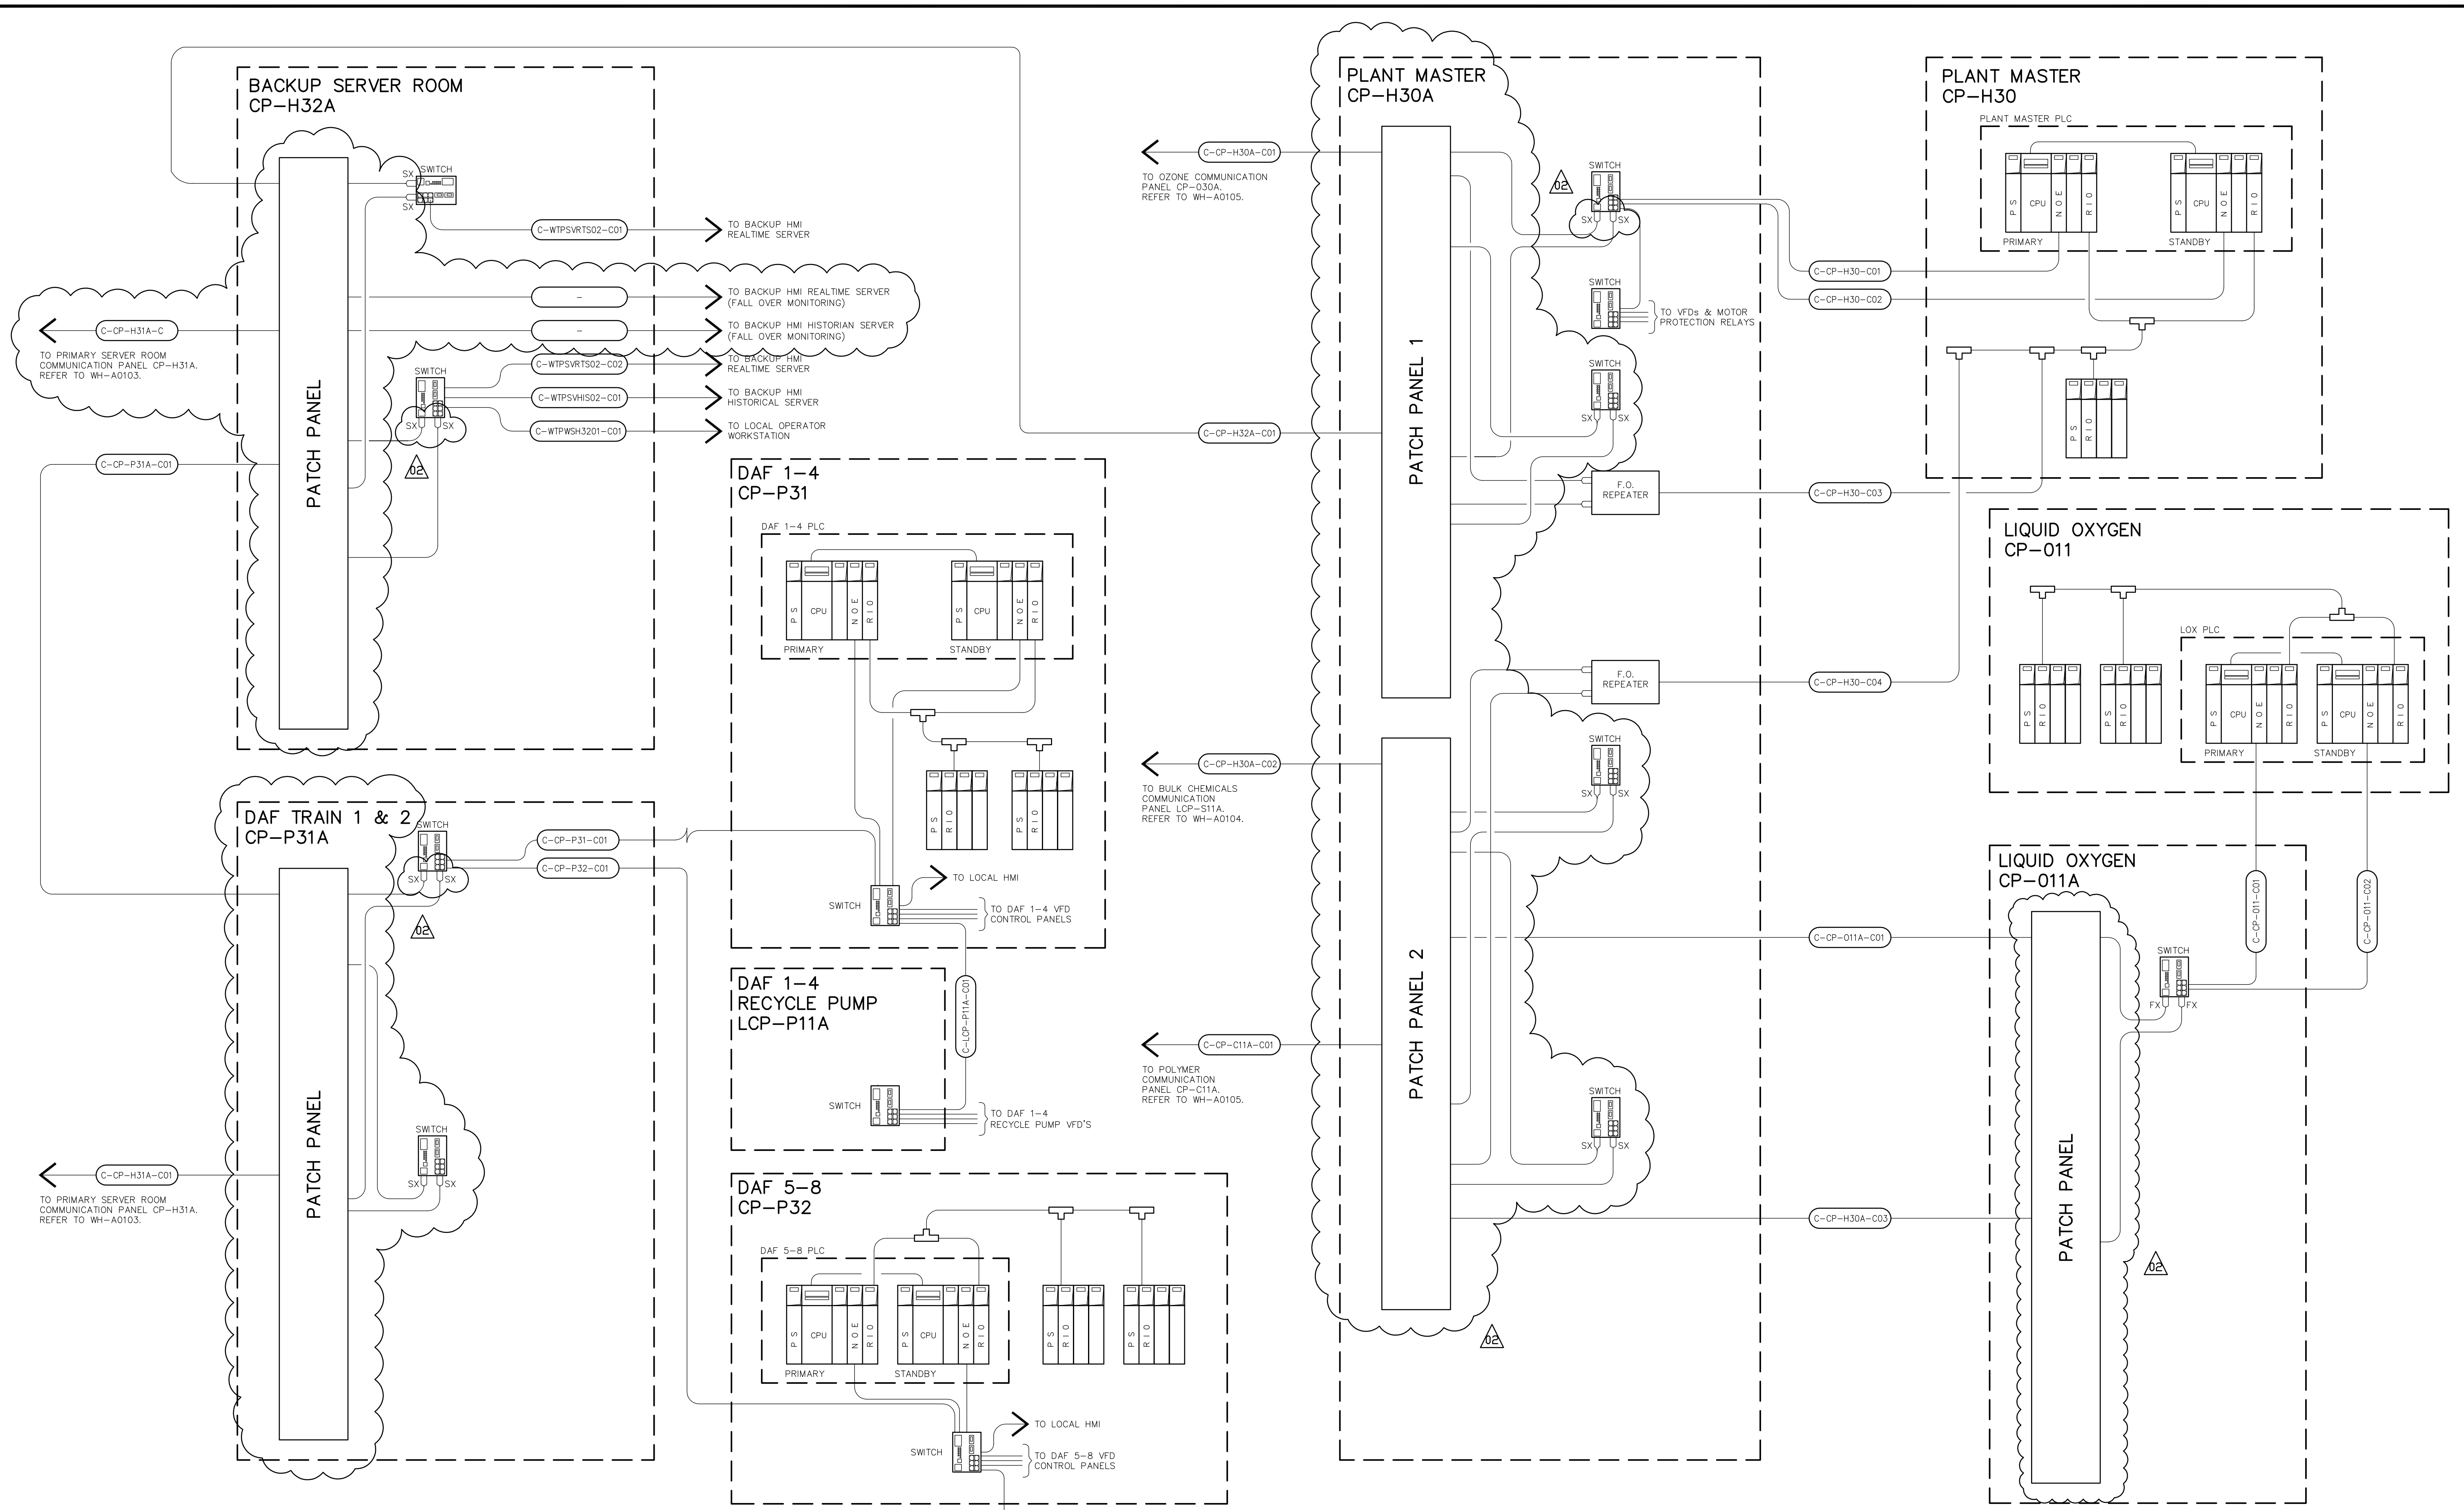 BACKUP SERVER ROOM
CP-H32A
SWITCH
SX
SX
C-WTPSVRTS02-C01
TO BACKUP HMI
REALTIME SERVER
-
TO BACKUP HMI REALTIME SERVER
(FALL OVER MONITORING)
C-CP-H31A-C
-
TO BACKUP HMI HISTORIAN SERVER
(FALL OVER MONITORING)
TO PRIMARY SERVER ROOM
COMMUNICATION PANEL CP-H31A.
REFER TO WH-A0103.
C-WTPSVRTS02-C02
TO BACKUP HMI
REALTIME SERVER
SWITCH
C-WTPSVHIS02-C01
TO BACKUP HMI
HISTORICAL SERVER
SX
SX
C-WTPWSH3201-C01
TO LOCAL OPERATOR
WORKSTATION
C-CP-P31A-C01
02
PATCH PANEL
DAF TRAIN 1 & 2
CP-P31A
SWITCH
SX
SX
C-CP-P31-C01
C-CP-P32-C01
02
PATCH PANEL
SWITCH
SX
SX
C-CP-H31A-C01
TO PRIMARY SERVER ROOM
COMMUNICATION PANEL CP-H31A.
REFER TO WH-A0103.
DAF 1-4
CP-P31
DAF 1-4 PLC
PS
CPU
NOE
RIO
PS
CPU
NOE
RIO
PRIMARY
STANDBY
PS
RIO
PS
RIO
TO LOCAL HMI
SWITCH
TO DAF 1-4 VFD
CONTROL PANELS
DAF 1-4
RECYCLE PUMP
LCP-P11A
C-LCP-P11A-C01
SWITCH
TO DAF 1-4
RECYCLE PUMP VFD'S
DAF 5-8
CP-P32
DAF 5-8 PLC
PS
CPU
NOE
RIO
PS
CPU
NOE
RIO
PRIMARY
STANDBY
PS
RIO
PS
RIO
TO LOCAL HMI
SWITCH
TO DAF 5-8 VFD
CONTROL PANELS
PLANT MASTER
CP-H30A
C-CP-H30A-C01
TO OZONE COMMUNICATION
PANEL CP-030A.
REFER TO WH-A0105.
SWITCH
02
SX
SX
SWITCH
TO VFDs & MOTOR
PROTECTION RELAYS
SWITCH
SX
SX
C-CP-H32A-C01
PATCH PANEL 1
F.O.
REPEATER
F.O.
REPEATER
C-CP-H30-C01
C-CP-H30-C02
C-CP-H30-C03
C-CP-H30-C04
C-CP-H30A-C02
TO BULK CHEMICALS
COMMUNICATION
PANEL LCP-S11A.
REFER TO WH-A0104.
SWITCH
SX
SX
PATCH PANEL 2
C-CP-C11A-C01
TO POLYMER
COMMUNICATION
PANEL CP-C11A.
REFER TO WH-A0105.
SWITCH
SX
SX
02
C-CP-011A-C01
C-CP-H30A-C03
PLANT MASTER
CP-H30
PLANT MASTER PLC
PS
CPU
NOE
RIO
PS
CPU
NOE
RIO
PRIMARY
STANDBY
PS
RIO
LIQUID OXYGEN
CP-011
LOX PLC
PS
RIO
PS
RIO
PS
CPU
NOE
RIO
PS
CPU
NOE
RIO
PRIMARY
STANDBY
LIQUID OXYGEN
CP-011A
C-CP-011-C01
C-CP-011-C02
SWITCH
FX
FX
PATCH PANEL
02